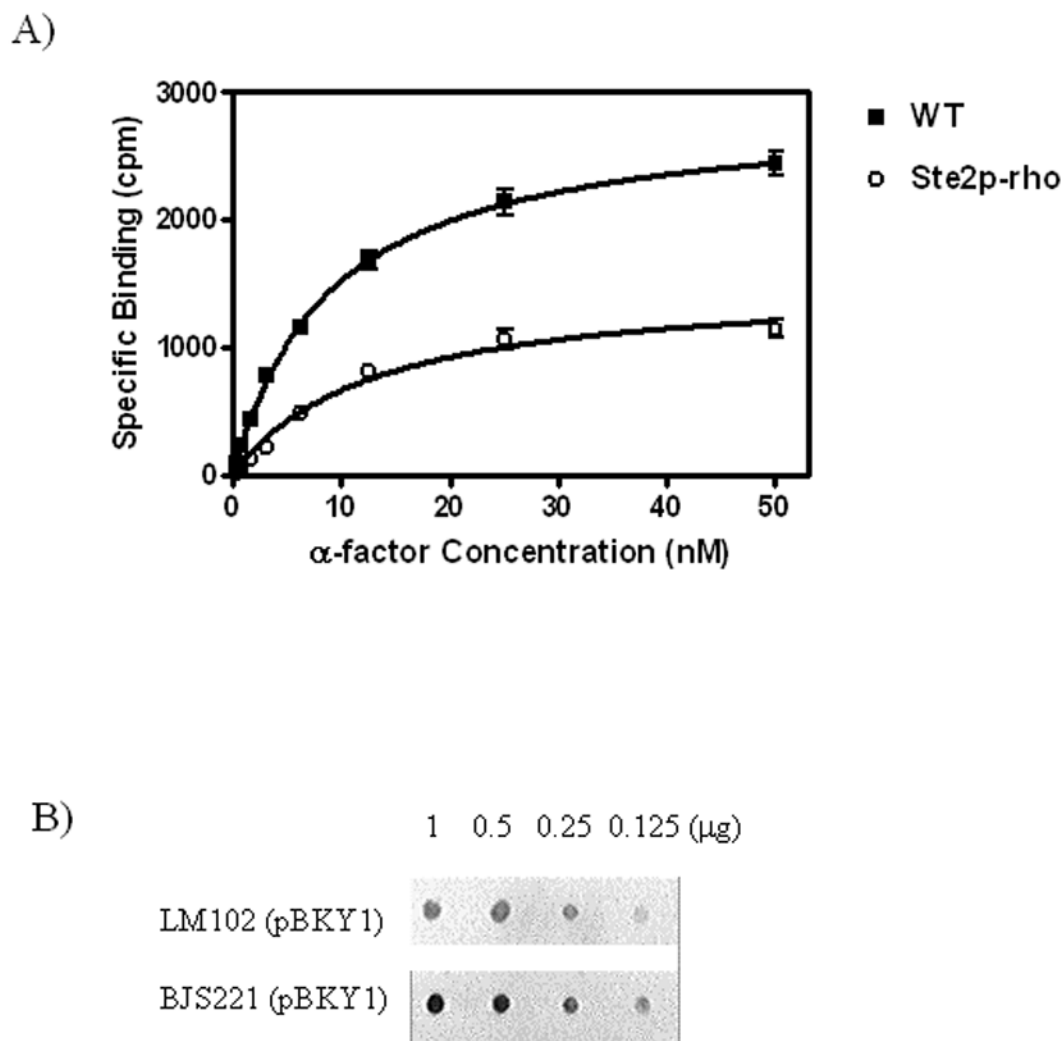 A)
3000
2000
1000
0
Specific Binding (cpm)
0 10 20 30 40 50
α-factor Concentration (nM)
WT
Ste2p-rho
B)
1 0.5 0.25 0.125 (µg)
LM102 (pBKY1)
BJS221 (pBKY1)